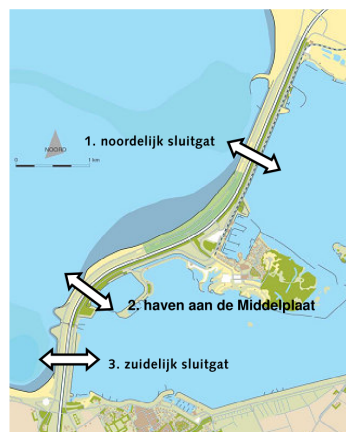 1. noordelijk sluitgat
NOORD
0 1 km
2. haven aan de Middelplaat
3. zuidelijk sluitgat